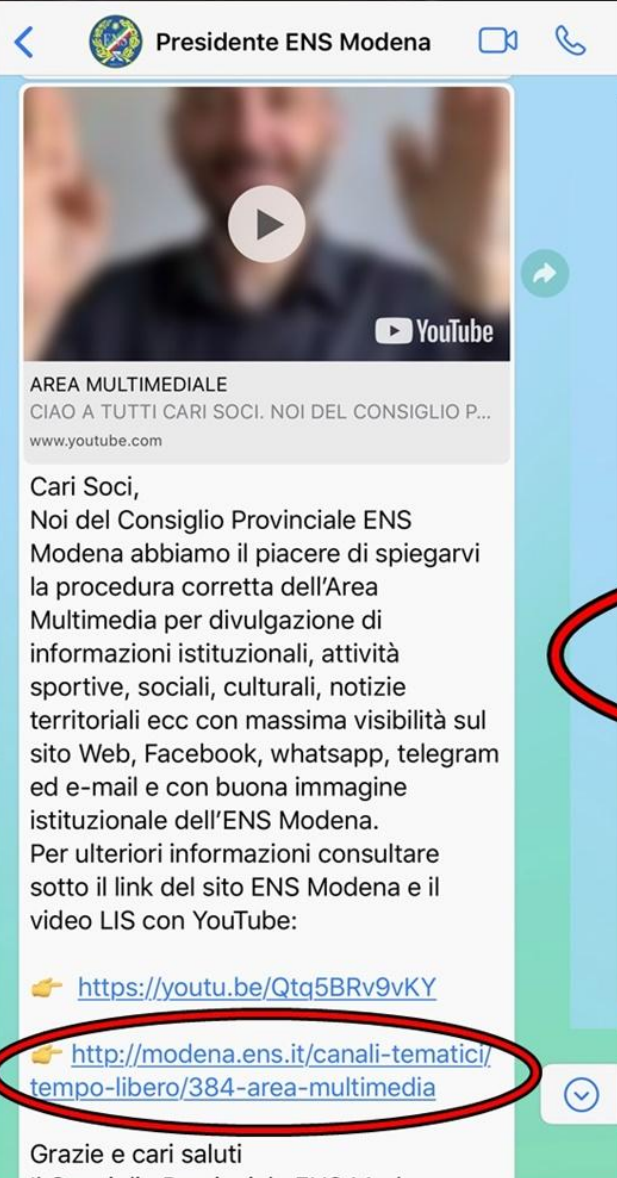 Presidente ENS Modena
YouTube
AREA MULTIMEDIALE
CIAO A TUTTI CARI SOCI. NOI DEL CONSIGLIO P...
www.youtube.com
Cari Soci,
Noi del Consiglio Provinciale ENS
Modena abbiamo il piacere di spiegarvi
la procedura corretta dell’Area
Multimedia per divulgazione di
informazioni istituzionali, attività
sportive, sociali, culturali, notizie
territoriali ecc con massima visibilità sul
sito Web, Facebook, whatsapp, telegram
ed e-mail e con buona immagine
istituzionale dell’ENS Modena.
Per ulteriori informazioni consultare
sotto il link del sito ENS Modena e il
video LIS con YouTube:
👉 https://youtu.be/Qtq5BRv9vKY
👉 http://modena.ens.it/canali-tematici/
tempo-libero/384-area-multimedia
Grazie e cari saluti